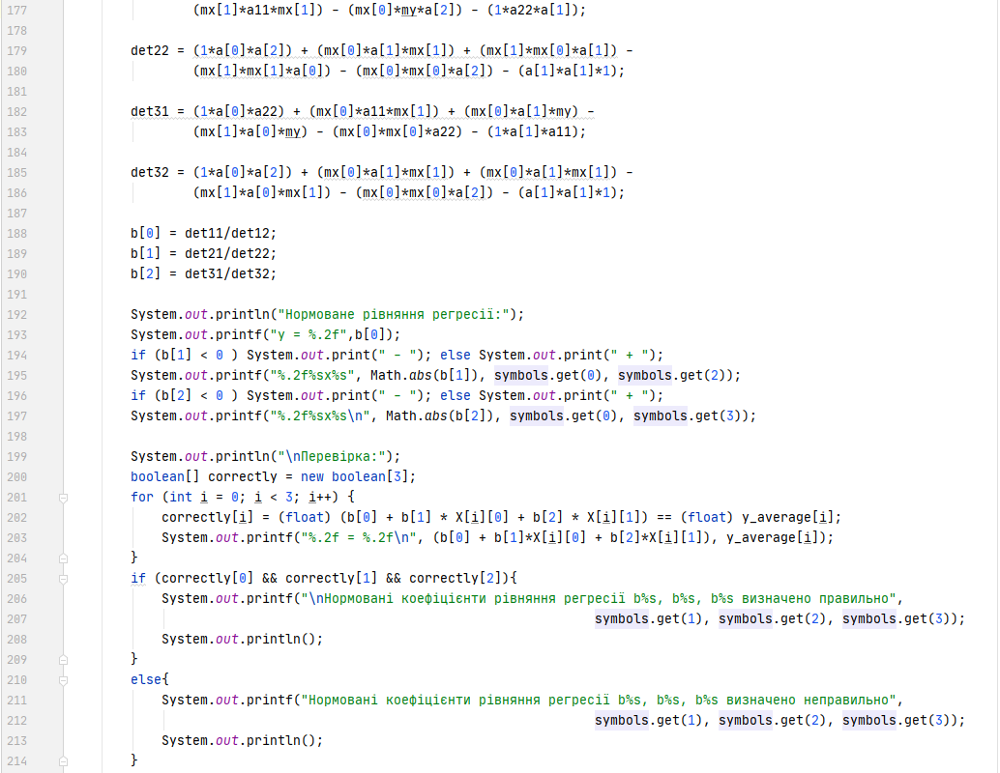 177 (mx[1]*a11*mx[1]) - (mx[0]*my*a[2]) - (1*a22*a[1]);
178
179 det22 = (1*a[0]*a[2]) + (mx[0]*a[1]*mx[1]) + (mx[1]*mx[0]*a[1]) -
180 (mx[1]*mx[1]*a[0]) - (mx[0]*mx[0]*a[2]) - (a[1]*a[1]*1);
181
182 det31 = (1*a[0]*a22) + (mx[0]*a11*mx[1]) + (mx[0]*a[1]*my) -
183 (mx[1]*a[0]*my) - (mx[0]*mx[0]*a22) - (1*a[1]*a11);
184
185 det32 = (1*a[0]*a[2]) + (mx[0]*a[1]*mx[1]) + (mx[0]*a[1]*mx[1]) -
186 (mx[1]*a[0]*mx[1]) - (mx[0]*mx[0]*a[2]) - (a[1]*a[1]*1);
187
188 b[0] = det11/det12;
189 b[1] = det21/det22;
190 b[2] = det31/det32;
191
192 System.out.println("Нормоване рівняння регресії:");
193 System.out.printf("y = %.2f",b[0]);
194 if (b[1] < 0 ) System.out.print(" - "); else System.out.print(" + ");
195 System.out.printf("%.2f%sx%s", Math.abs(b[1]), symbols.get(0), symbols.get(2));
196 if (b[2] < 0 ) System.out.print(" - "); else System.out.print(" + ");
197 System.out.printf("%.2f%sx%s\n", Math.abs(b[2]), symbols.get(0), symbols.get(3));
198
199 System.out.println("\nПеревірка:");
200 boolean[] correctly = new boolean[3];
201 for (int i = 0; i < 3; i++) {
202 correctly[i] = (float) (b[0] + b[1] * X[i][0] + b[2] * X[i][1]) == (float) y_average[i];
203 System.out.printf("%.2f = %.2f\n", (b[0] + b[1]*X[i][0] + b[2]*X[i][1]), y_average[i]);
204 }
205 if (correctly[0] && correctly[1] && correctly[2]){
206 System.out.printf("\nНормовані коефіцієнти рівняння регресії b%s, b%s, b%s визначено правильно",
207 symbols.get(1), symbols.get(2), symbols.get(3));
208 System.out.println();
209 }
210 else{
211 System.out.printf("Нормовані коефіцієнти рівняння регресії b%s, b%s, b%s визначено неправильно",
212 symbols.get(1), symbols.get(2), symbols.get(3));
213 System.out.println();
214 }